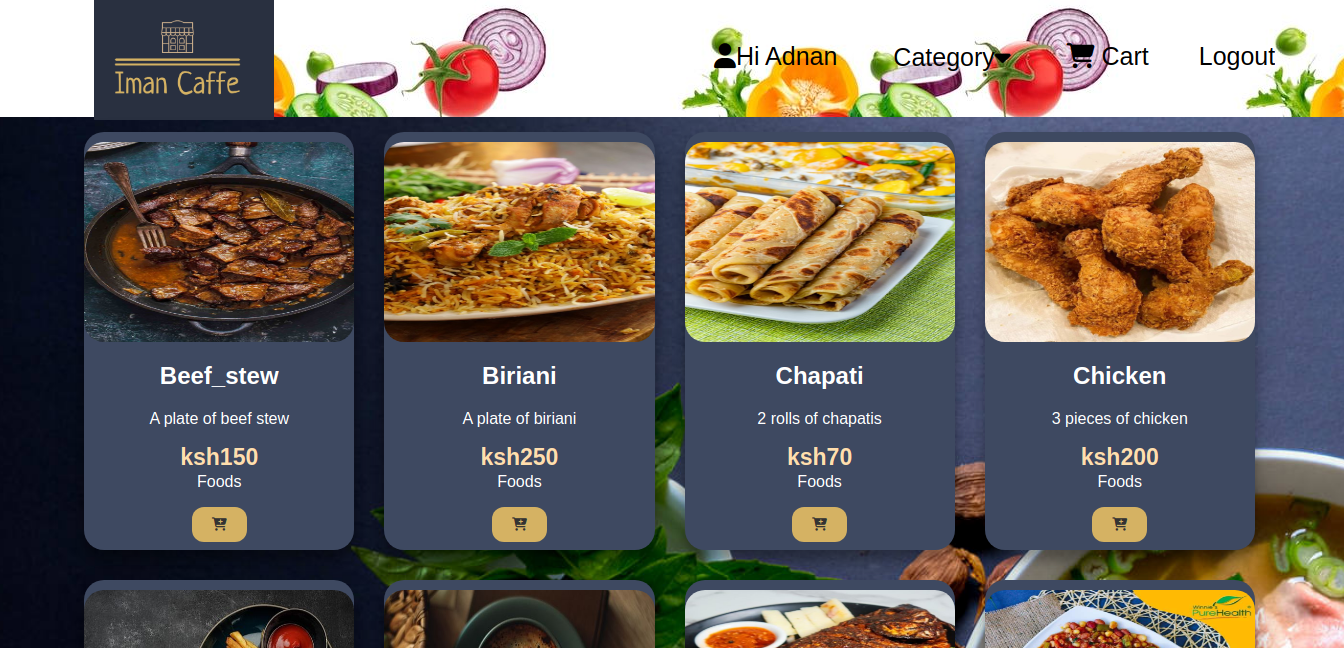 Iman Caffe
Hi Adnan
Category
Cart
Logout
Beef_stew
A plate of beef stew
ksh150
Foods
Biriani
A plate of biriani
ksh250
Foods
Chapati
2 rolls of chapatis
ksh70
Foods
Chicken
3 pieces of chicken
ksh200
Foods
PureHealth